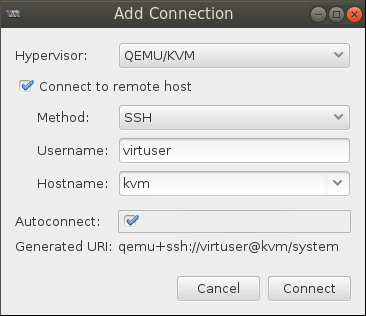 Add Connection
Hypervisor: QEMU/KVM
Connect to remote host
Method: SSH
Username: virtuser
Hostname: kvm
Autoconnect:
Generated URI: qemu+ssh://virtuser@kvm/system
Cancel Connect